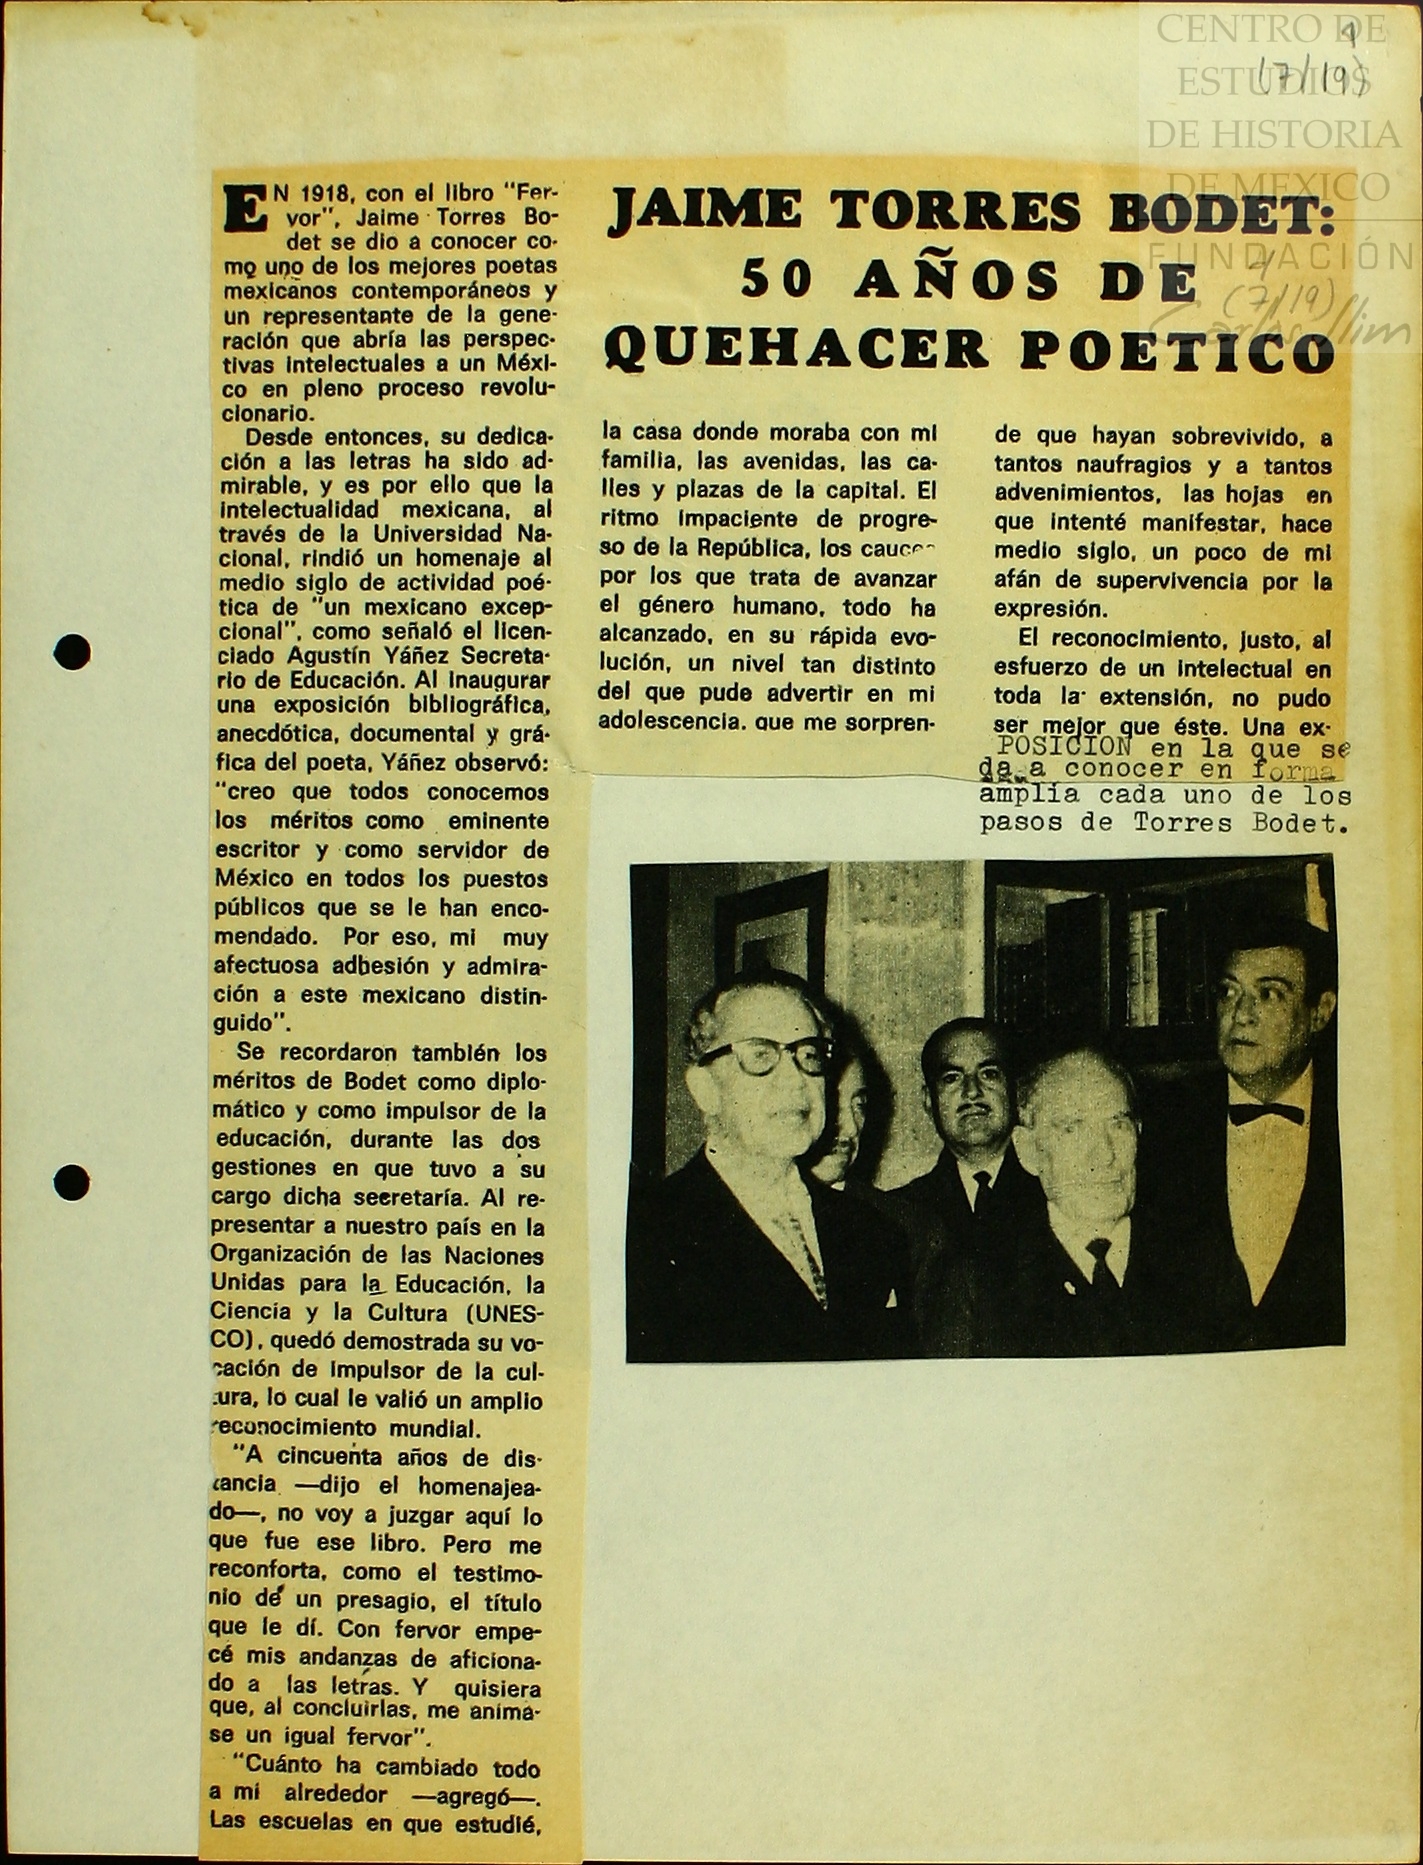 CENTRO DE
ESTUDIOS
DE HISTORIA
DE MEXICO
FUNDACIÓN
Carlos Slim
(7/19)
(7/19)
JAIME TORRES BODET:
50 AÑOS DE
QUEHACER POETICO
EN 1918, con el libro "Fer-
vor", Jaime Torres Bo-
det se dio a conocer co-
mo uno de los mejores poetas
mexicanos contemporáneos y
un representante de la gene-
ración que abría las perspec-
tivas intelectuales a un Méxi-
co en pleno proceso revolu-
cionario.
Desde entonces, su dedica-
ción a las letras ha sido ad-
mirable, y es por ello que la
intelectualidad mexicana, al
través de la Universidad Na-
cional, rindió un homenaje al
medio siglo de actividad poé-
tica de "un mexicano excep-
cional", como señaló el licen-
ciado Agustín Yáñez Secreta-
rio de Educación. Al inaugurar
una exposición bibliográfica,
anecdótica, documental y grá-
fica del poeta, Yáñez observó:
"creo que todos conocemos
los méritos como eminente
escritor y como servidor de
México en todos los puestos
públicos que se le han enco-
mendado. Por eso, mi muy
afectuosa adhesión y admira-
ción a este mexicano distin-
guido".
Se recordaron también los
méritos de Bodet como diplo-
mático y como impulsor de la
educación, durante las dos
gestiones en que tuvo a su
cargo dicha secretaría. Al re-
presentar a nuestro país en la
Organización de las Naciones
Unidas para la Educación, la
Ciencia y la Cultura (UNES-
CO), quedó demostrada su vo-
cación de impulsor de la cul-
tura, lo cual le valió un amplio
reconocimiento mundial.
"A cincuenta años de dis-
tancia —dijo el homenajea-
do—, no voy a juzgar aquí lo
que fue ese libro. Pero me
reconforta, como el testimo-
nio de un presagio, el título
que le dí. Con fervor empe-
cé mis andanzas de aficiona-
do a las letras. Y quisiera
que, al concluirlas, me anima-
se un igual fervor".
"Cuánto ha cambiado todo
a mi alrededor —agregó—.
Las escuelas en que estudié,
la casa donde moraba con mi
familia, las avenidas, las ca-
lles y plazas de la capital. El
ritmo impaciente de progre-
so de la República, los cauces
por los que trata de avanzar
el género humano, todo ha
alcanzado, en su rápida evo-
lución, un nivel tan distinto
del que pude advertir en mi
adolescencia, que me sorpren-
de que hayan sobrevivido, a
tantos naufragios y a tantos
advenimientos, las hojas en
que intenté manifestar, hace
medio siglo, un poco de mi
afán de supervivencia por la
expresión.
El reconocimiento, justo, al
esfuerzo de un intelectual en
toda la extensión, no pudo
ser mejor que éste. Una ex-
POSICION en la que se
da a conocer en forma
amplia cada uno de los
pasos de Torres Bodet.